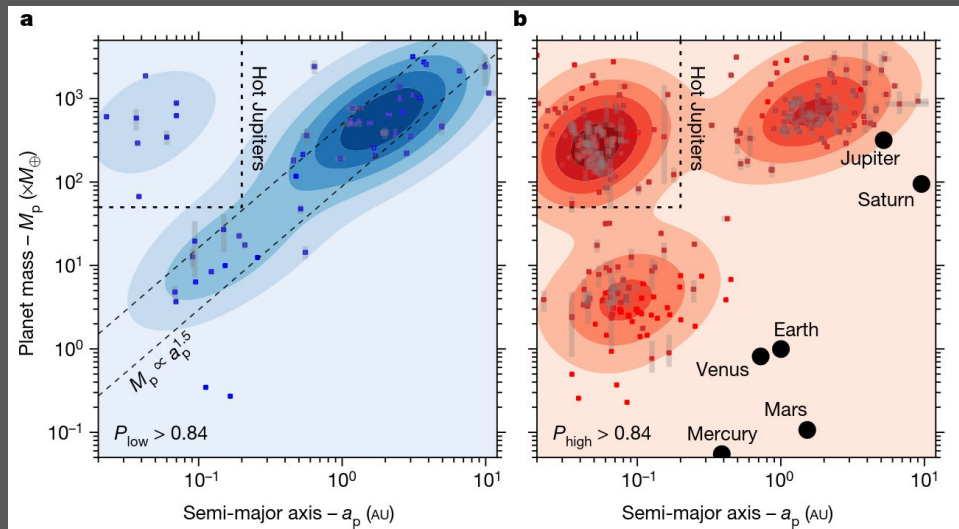 a
b
Planet mass – Mₚ (×M⊕)
10³
10²
10¹
10⁰
10⁻¹
Hot Jupiters
Mₚ ∝ aₚ¹·⁵
P_low > 0.84
10⁻¹
10⁰
10¹
Semi-major axis – aₚ (AU)
Hot Jupiters
Jupiter
Saturn
Earth
Venus
Mars
Mercury
P_high > 0.84
10⁻¹
10⁰
10¹
Semi-major axis – aₚ (AU)